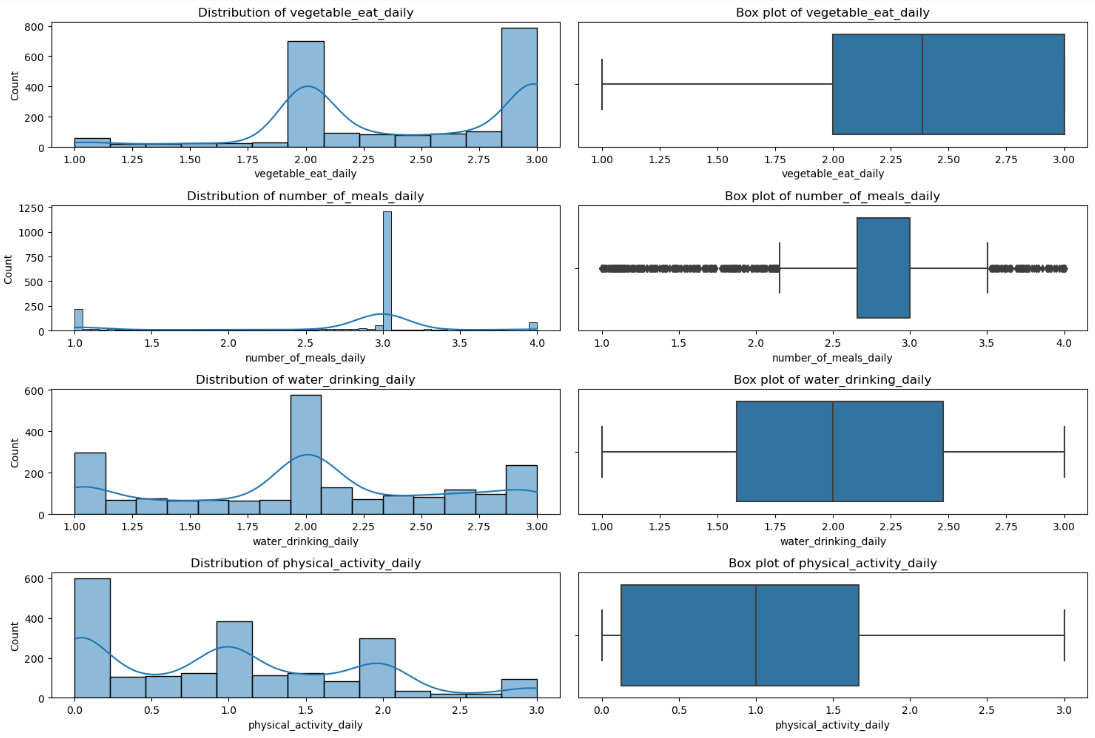 Distribution of vegetable_eat_daily
800
600
400
200
0
Count
1.00 1.25 1.50 1.75 2.00 2.25 2.50 2.75 3.00
vegetable_eat_daily
Box plot of vegetable_eat_daily
1.00 1.25 1.50 1.75 2.00 2.25 2.50 2.75 3.00
vegetable_eat_daily
Distribution of number_of_meals_daily
1250
1000
750
500
250
0
Count
1.0 1.5 2.0 2.5 3.0 3.5 4.0
number_of_meals_daily
Box plot of number_of_meals_daily
1.0 1.5 2.0 2.5 3.0 3.5 4.0
number_of_meals_daily
Distribution of water_drinking_daily
600
400
200
0
Count
1.00 1.25 1.50 1.75 2.00 2.25 2.50 2.75 3.00
water_drinking_daily
Box plot of water_drinking_daily
1.00 1.25 1.50 1.75 2.00 2.25 2.50 2.75 3.00
water_drinking_daily
Distribution of physical_activity_daily
600
400
200
0
Count
0.0 0.5 1.0 1.5 2.0 2.5 3.0
physical_activity_daily
Box plot of physical_activity_daily
0.0 0.5 1.0 1.5 2.0 2.5 3.0
physical_activity_daily